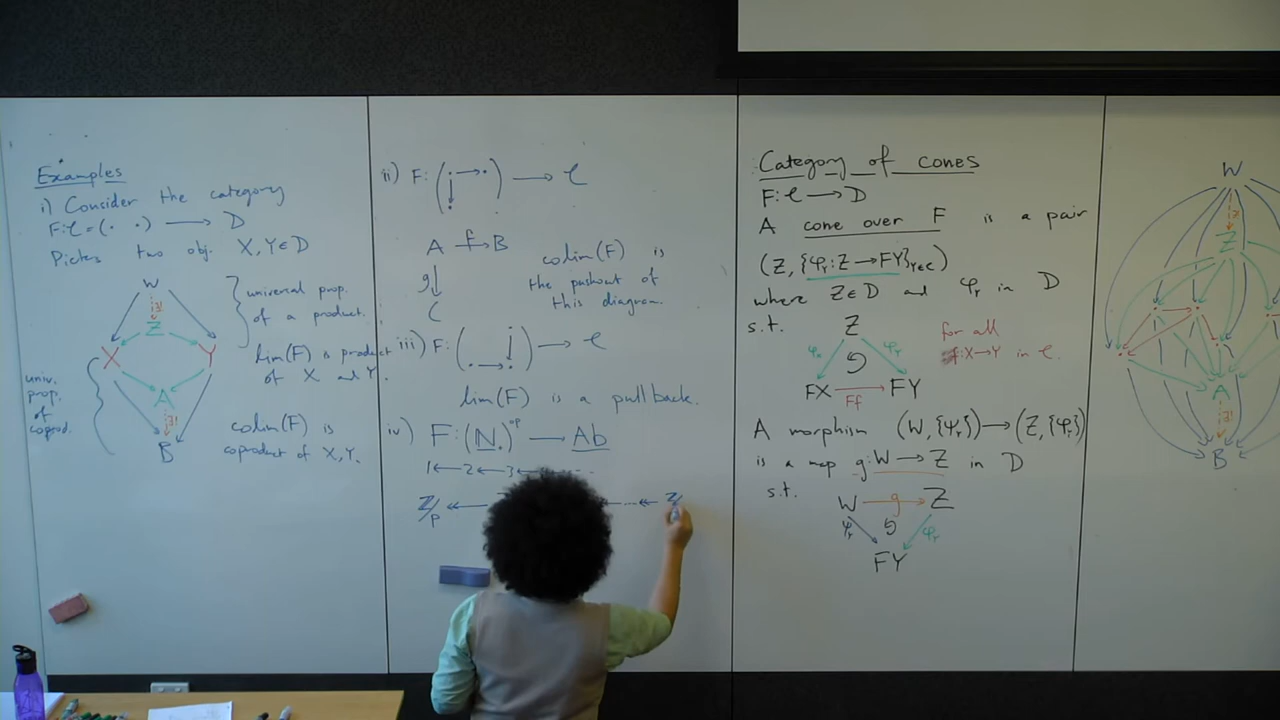 Examples
i) Consider the category
F: C = (· ·) ⟶ D
Picks two obj. X, Y ∈ D
W
∃!
Z
X Y
A
∃!
B
universal prop.
of a product.
lim(F) is product
of X and Y.
univ.
prop.
of
coprod.
colim(F) is
coproduct of X, Y.
ii) F: ( ) ⟶ C
A f→ B
g↓
C
colim(F) is
the pushout of
this diagram.
iii) F: ( ) ⟶ C
lim(F) is a pullback.
iv) F: (ℕ.)^op ⟶ Ab
1 ← 2 ← 3 ← ...
ℤ/p ↞ ... ↞ ℤ/
Category of cones
F: C ⟶ D
A cone over F is a pair
(Z, {φ_Y: Z → FY}_{Y∈C})
where Z ∈ D and φ_Y in D
s.t.
Z
φ_X φ_Y
FX Ff→ FY
for all
f: X → Y in C.
A morphism (W, {ψ_Y}) ⟶ (Z, {φ_Y})
is a map g: W → Z in D
s.t.
W g→ Z
ψ_Y φ_Y
FY
W
∃!
Z
A
∃!
B